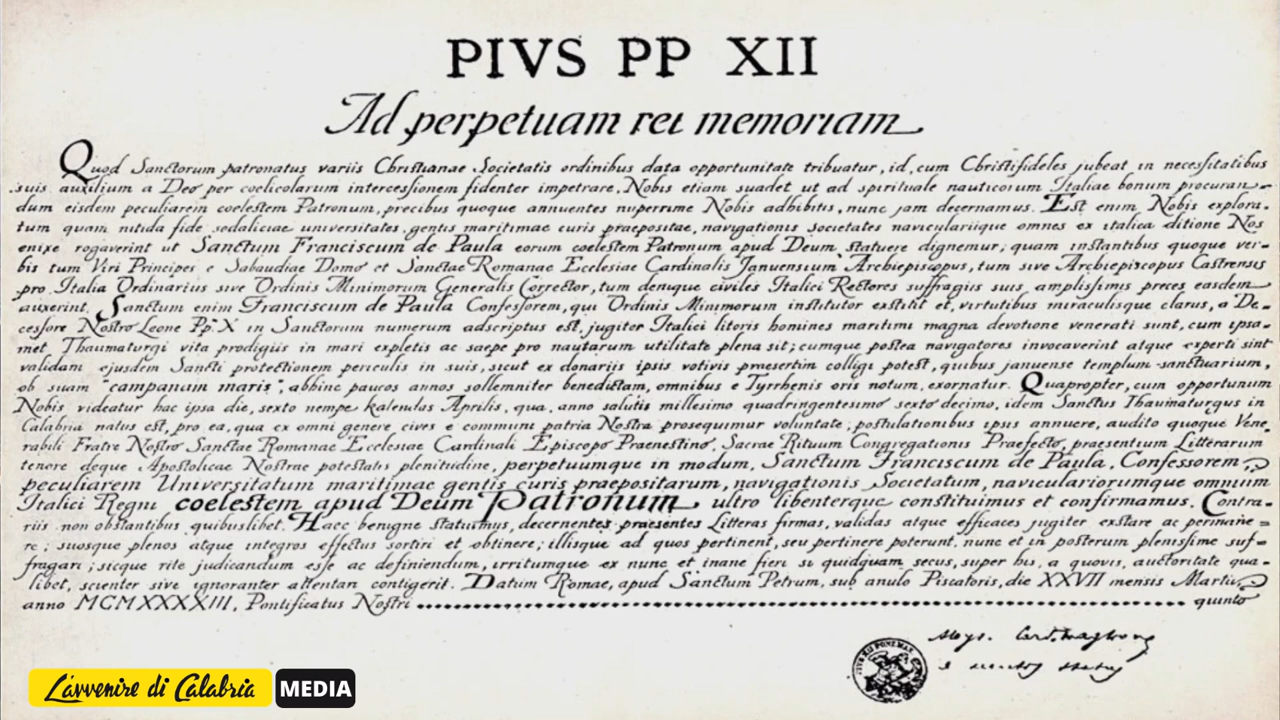 PIVS PP XII
Ad perpetuam rei memoriam
Quod Sanctorum patronatus variis Christianae Societatis ordinibus data opportunitate tribuatur, id, cum Christifideles jubeat in necessitatibus
suis auxilium a Deo per coelicolarum intercessionem fidenter impetrare, Nobis etiam suadet ut ad spirituale nauticorum Italiae bonum procuran-
dum eisdem peculiarem coelestem Patronum, precibus quoque annuentes nuperrime Nobis adhibitis, nunc jam decernamus. Est enim Nobis explora-
tum quam nitida fide sodaliciae universitates, gentis maritimae curis praepositae, navigationis societates naviculariique omnes ex italica ditione Nos
enixe rogaverint ut Sanctum Franciscum de Paula eorum coelestem Patronum apud Deum statuere dignemur; quam instantibus quoque ver-
bis tum Viri Principes e Sabaudiae Domo et Sanctae Romanae Ecclesiae Cardinalis Januensium Archiepiscopus, tum sive Archiepiscopus Castrensis
pro Italia Ordinarius sive Ordinis Minimorum Generalis Corrector, tum denique civiles Italici Rectores suffragiis suis amplissimis preces easdem
auxerint. Sanctum enim Franciscum de Paula Confessorem, qui Ordinis Minimorum institutor exstitit et, virtutibus miraculisque clarus, a De-
cessore Nostro Leone Pp. X in Sanctorum numerum adscriptus est, jugiter Italici litoris homines maritimi magna devotione venerati sunt, cum ipsa-
met Thaumaturgi vita prodigiis in mari expletis ac saepe pro nautarum utilitate plena sit; cumque postea navigatores invocaverint atque experti sint
validam ejusdem Sancti protectionem periculis in suis, sicut ex donariis ipsis votivis praesertim colligi potest, quibus januense templum sanctuarium,
ob suam "campanam maris", abhinc paucos annos sollemniter benedictam, omnibus e Tyrrhenis oris notum, exornatur. Quapropter, cum opportunum
Nobis videatur hac ipsa die, sexto nempe kalendas Aprilis, qua, anno salutis millesimo quadringentesimo sexto decimo, idem Sanctus Thaumaturgus in
Calabria natus est, pro ea, qua ex omni genere cives e communi patria Nostra prosequimur voluntate, postulationibus ipsis annuere, audito quoque Vene-
rabili Fratre Nostro Sanctae Romanae Ecclesiae Cardinali Episcopo Praenestino, Sacrae Rituum Congregationis Praefecto, praesentium Litterarum
tenore deque Apostolicae Nostrae potestatis plenitudine, perpetuumque in modum, Sanctum Franciscum de Paula, Confessorem,
peculiarem Universitatum maritimae gentis curis praepositarum, navigationis Societatum, naviculariorumque omnium
Italici Regni coelestem apud Deum Patronum ultro libenterque constituimus et confirmamus. Contra-
riis non obstantibus quibuslibet. Haec benigne statuimus, decernentes praesentes Litteras firmas, validas atque efficaces jugiter exstare ac permane-
re; suosque plenos atque integros effectus sortiri et obtinere; illisque ad quos pertinent, seu pertinere poterunt, nunc et in posterum plenissime suf-
fragari; sicque rite judicandum esse ac definiendum, irritumque ex nunc et inane fieri si quidquam secus, super his, a quovis, auctoritate qua-
libet, scienter sive ignoranter attentari contigerit. Datum Romae, apud Sanctum Petrum, sub anulo Piscatoris, die XXVII mensis Martii,
anno MCMXXXXIII, Pontificatus Nostri quinto
L'avvenire di Calabria MEDIA